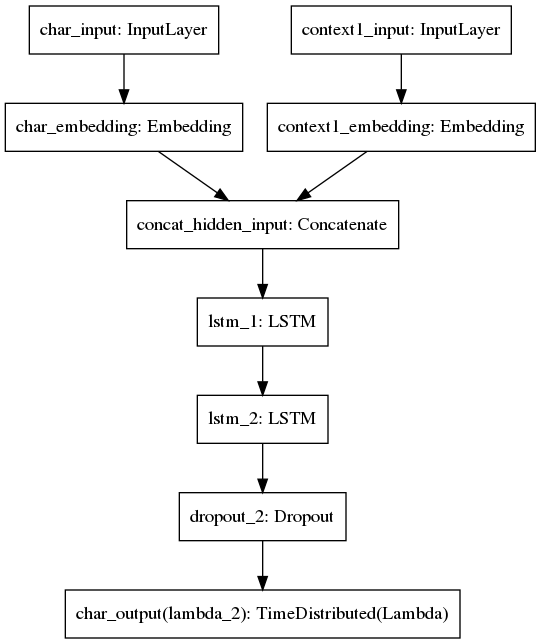 char_input: InputLayer
context1_input: InputLayer
char_embedding: Embedding
context1_embedding: Embedding
concat_hidden_input: Concatenate
lstm_1: LSTM
lstm_2: LSTM
dropout_2: Dropout
char_output(lambda_2): TimeDistributed(Lambda)